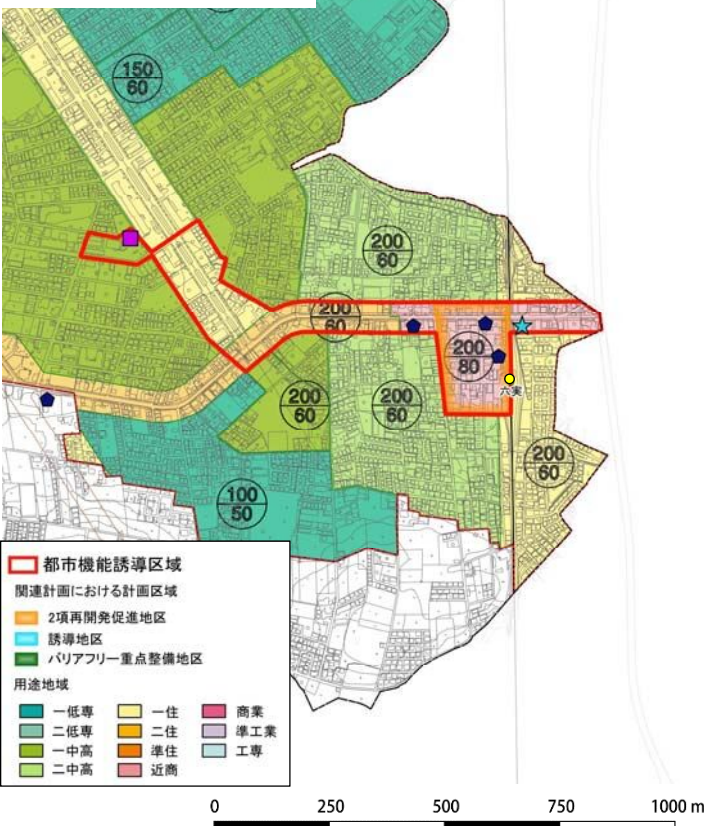 150
60
200
60
200
60
200
80
六実
200
60
200
60
200
60
100
50
都市機能誘導区域
関連計画における計画区域
2項再開発促進地区
誘導地区
バリアフリー重点整備地区
用途地域
一低専 一住 商業
二低専 二住 準工業
一中高 準住 工専
二中高 近商
0 250 500 750 1000 m